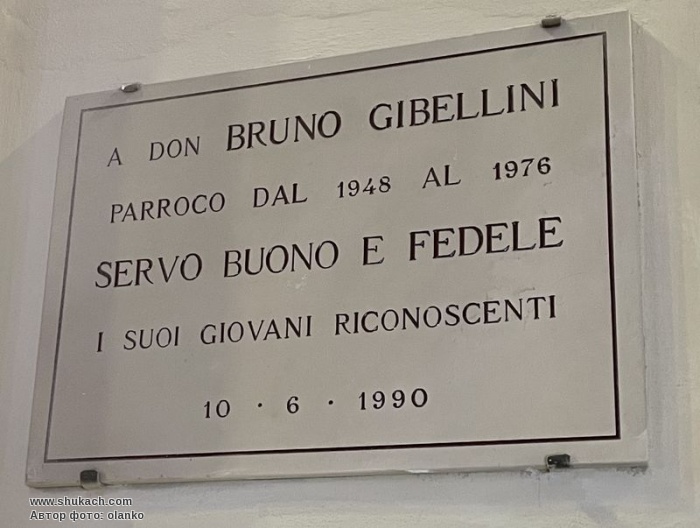 A DON BRUNO GIBELLINI
PARROCO DAL 1948 AL 1976
SERVO BUONO E FEDELE
I SUOI GIOVANI RICONOSCENTI
10 · 6 · 1990
www.shukach.com
Автор фото: olanko